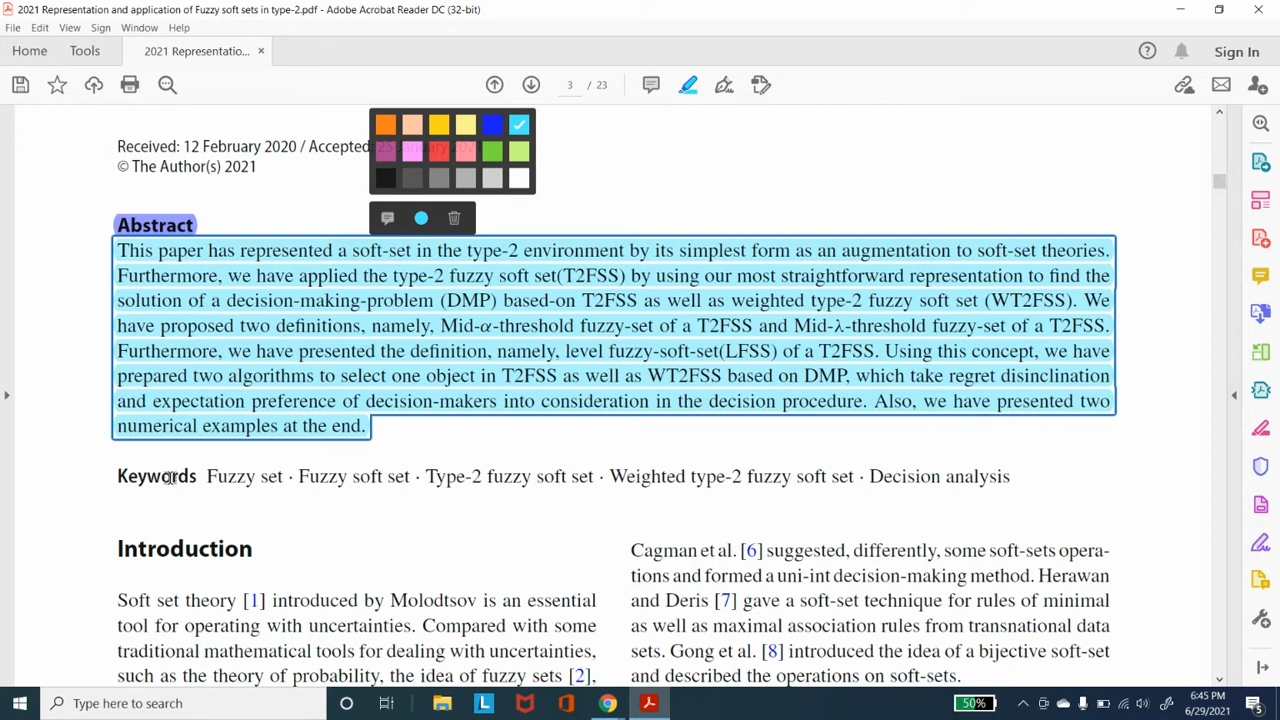 2021 Representation and application of Fuzzy soft sets in type-2.pdf - Adobe Acrobat Reader DC (32-bit)
File Edit View Sign Window Help
Home Tools 2021 Representatio... × Sign In
3 / 23
Received: 12 February 2020 / Accepted: 25 January 2021
© The Author(s) 2021
Abstract
This paper has represented a soft-set in the type-2 environment by its simplest form as an augmentation to soft-set theories.
Furthermore, we have applied the type-2 fuzzy soft set(T2FSS) by using our most straightforward representation to find the
solution of a decision-making-problem (DMP) based-on T2FSS as well as weighted type-2 fuzzy soft set (WT2FSS). We
have proposed two definitions, namely, Mid-α-threshold fuzzy-set of a T2FSS and Mid-λ-threshold fuzzy-set of a T2FSS.
Furthermore, we have presented the definition, namely, level fuzzy-soft-set(LFSS) of a T2FSS. Using this concept, we have
prepared two algorithms to select one object in T2FSS as well as WT2FSS based on DMP, which take regret disinclination
and expectation preference of decision-makers into consideration in the decision procedure. Also, we have presented two
numerical examples at the end.
Keywords Fuzzy set · Fuzzy soft set · Type-2 fuzzy soft set · Weighted type-2 fuzzy soft set · Decision analysis
Introduction
Soft set theory [1] introduced by Molodtsov is an essential
tool for operating with uncertainties. Compared with some
traditional mathematical tools for dealing with uncertainties,
such as the theory of probability, the idea of fuzzy sets [2],
Cagman et al. [6] suggested, differently, some soft-sets opera-
tions and formed a uni-int decision-making method. Herawan
and Deris [7] gave a soft-set technique for rules of minimal
as well as maximal association rules from transnational data
sets. Gong et al. [8] introduced the idea of a bijective soft-set
and described the operations on soft-sets.
Type here to search
50%
6:45 PM
6/29/2021
5